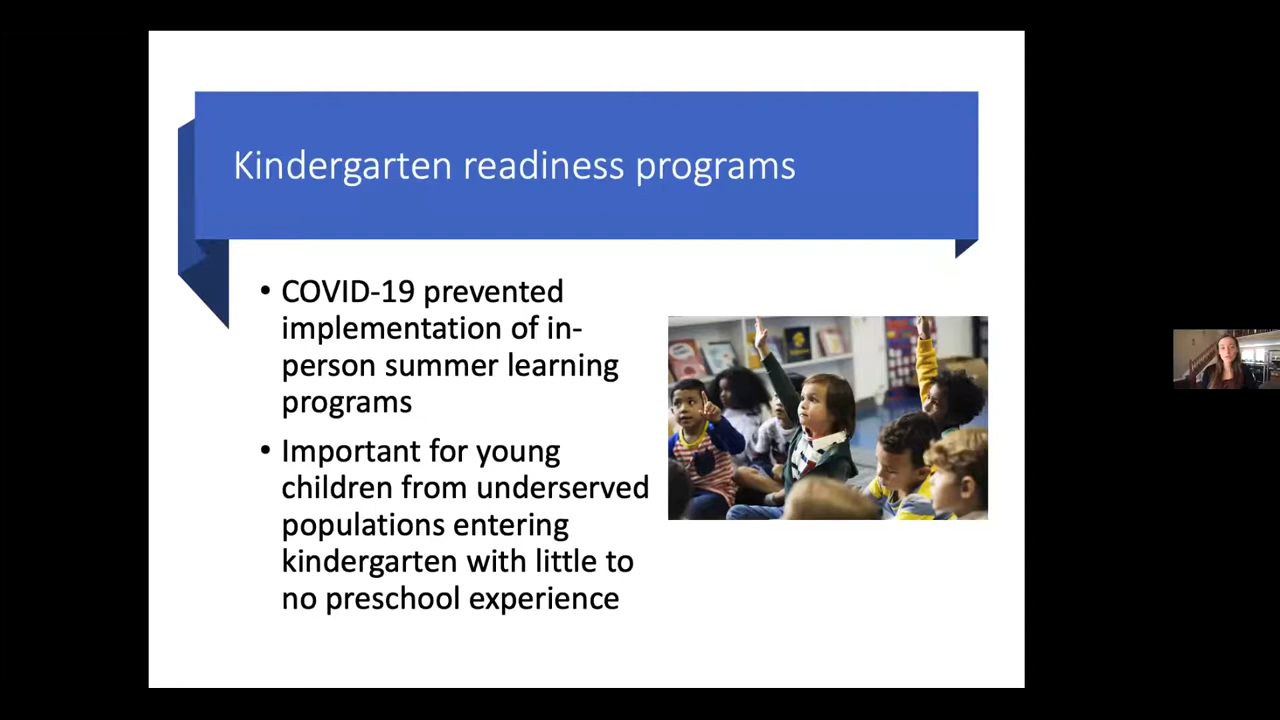 Kindergarten readiness programs
• COVID-19 prevented
implementation of in-
person summer learning
programs
• Important for young
children from underserved
populations entering
kindergarten with little to
no preschool experience